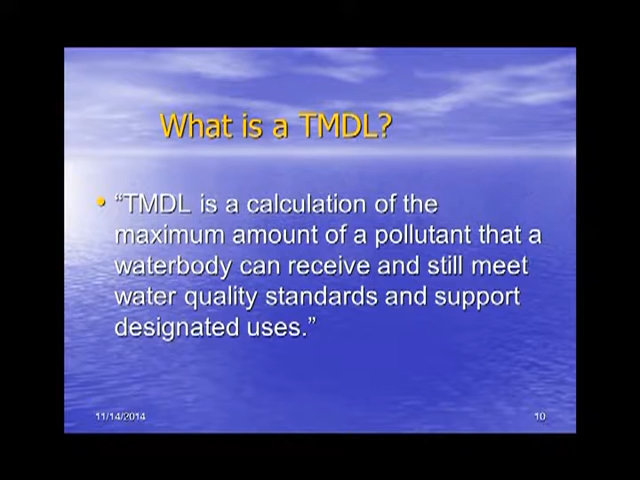 What is a TMDL?
• “TMDL is a calculation of the
maximum amount of a pollutant that a
waterbody can receive and still meet
water quality standards and support
designated uses.”
11/14/2014
10